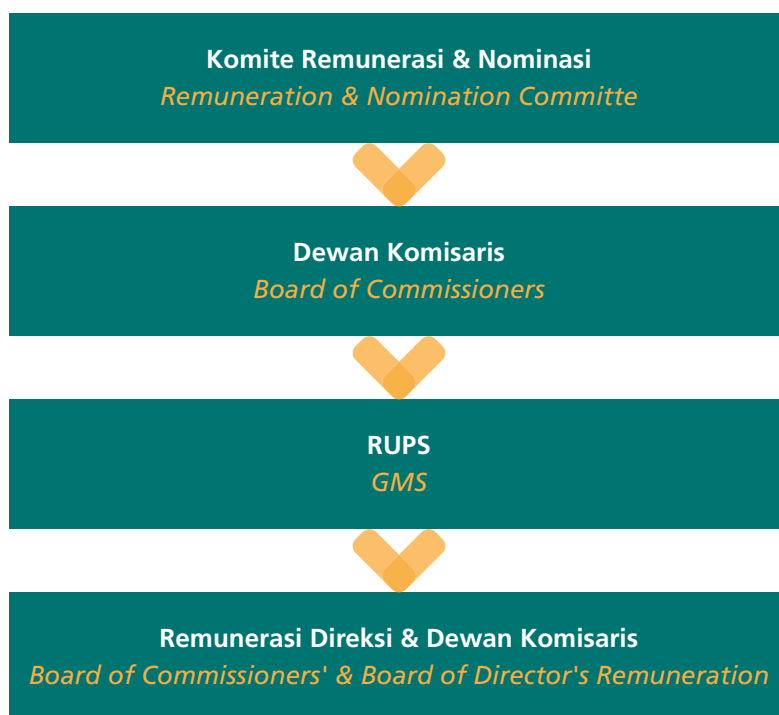 Komite Remunerasi & Nominasi
Remuneration & Nomination Committe
Dewan Komisaris
Board of Commissioners
RUPS
GMS
Remunerasi Direksi & Dewan Komisaris
Board of Commissioners' & Board of Director's Remuneration